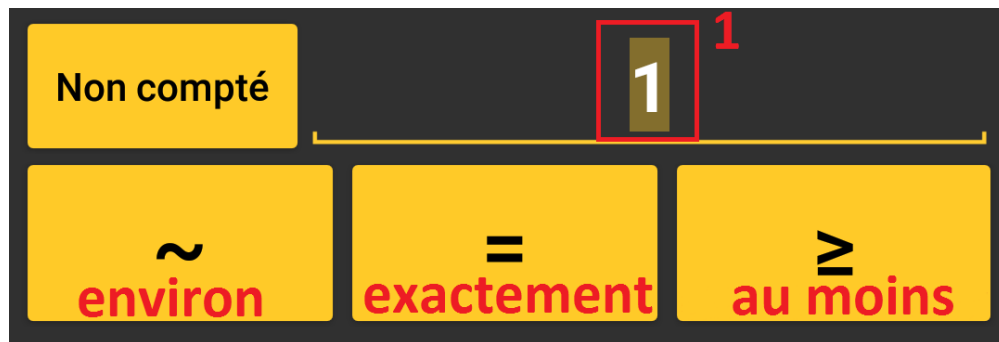 Non compté
1
1
~
environ
=
exactement
≥
au moins